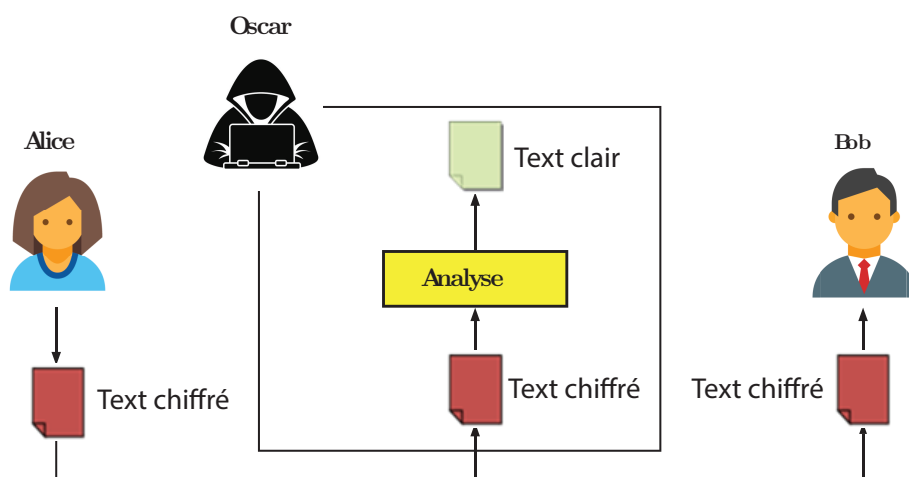 Oscar
Alice
Text clair
Bob
Analyse
Text chiffré
Text chiffré
Text chiffré